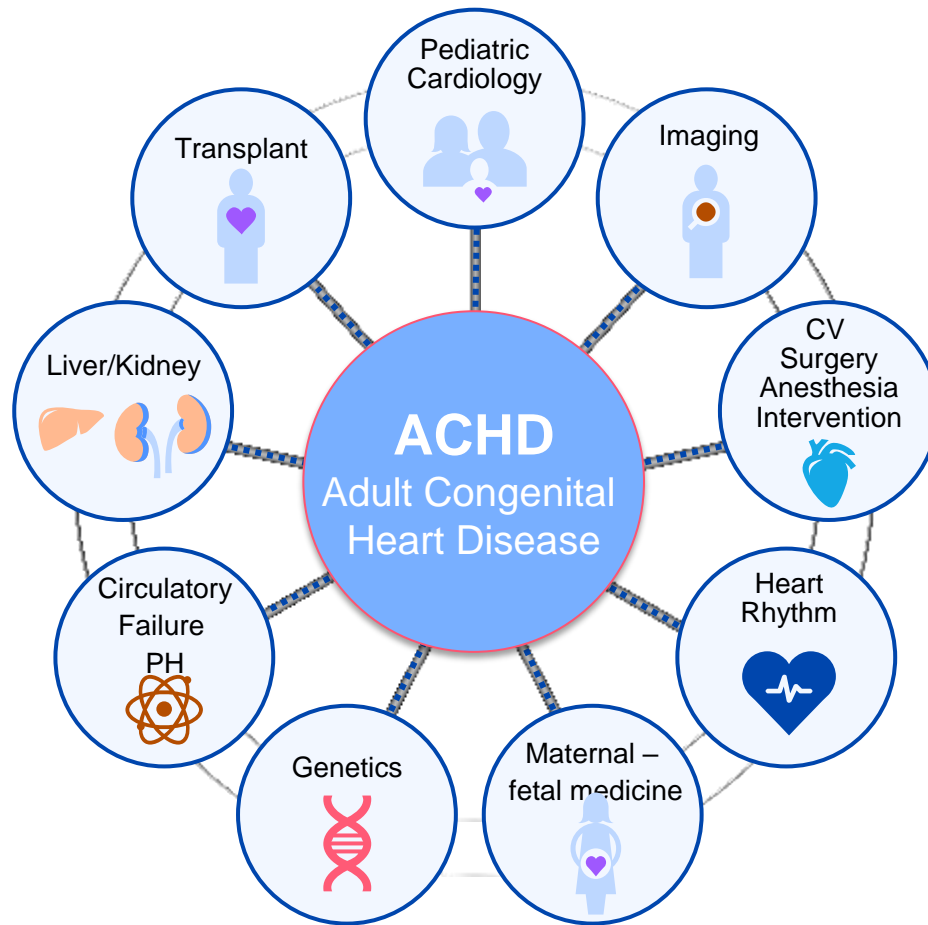 Pediatric
Cardiology
Imaging
CV
Surgery
Anesthesia
Intervention
Heart
Rhythm
Maternal –
fetal medicine
Genetics
Circulatory
Failure
PH
Liver/Kidney
Transplant
ACHD
Adult Congenital
Heart Disease